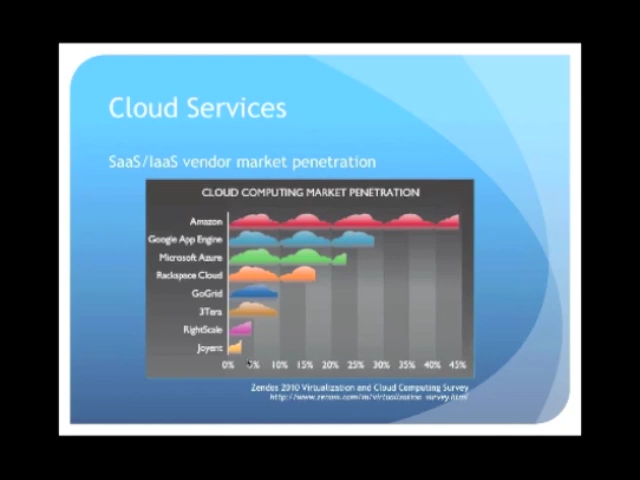 Cloud Services
SaaS/IaaS vendor market penetration
CLOUD COMPUTING MARKET PENETRATION
Amazon
Google App Engine
Microsoft Azure
Rackspace Cloud
GoGrid
3Tera
RightScale
Joyent
0% 5% 10% 15% 20% 25% 30% 35% 40% 45%
2010 Virtualization and Cloud Computing Survey